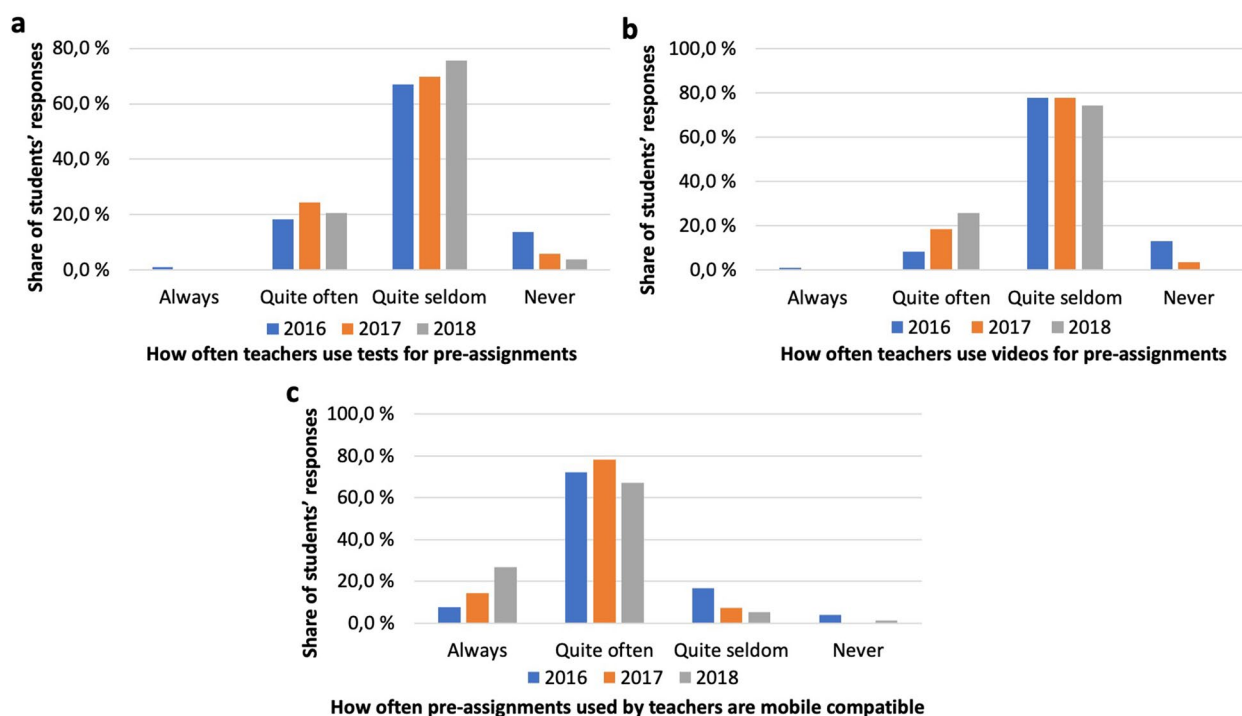 a
Share of students' responses
80,0 %
60,0 %
40,0 %
20,0 %
0,0 %
Always Quite often Quite seldom Never
2016 2017 2018
How often teachers use tests for pre-assignments
b
Share of students' responses
100,0 %
80,0 %
60,0 %
40,0 %
20,0 %
0,0 %
Always Quite often Quite seldom Never
2016 2017 2018
How often teachers use videos for pre-assignments
c
Share of students' responses
100,0 %
80,0 %
60,0 %
40,0 %
20,0 %
0,0 %
Always Quite often Quite seldom Never
2016 2017 2018
How often pre-assignments used by teachers are mobile compatible